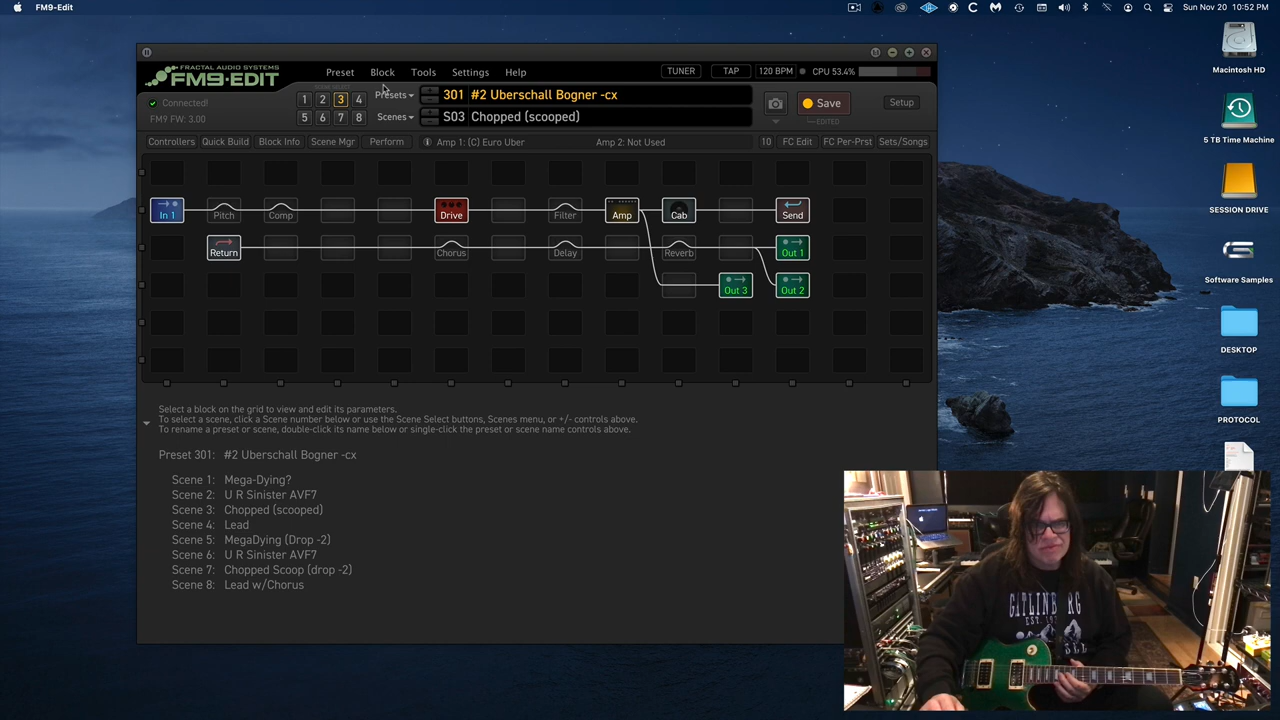 FM9-Edit
Sun Nov 20 10:52 PM
FRACTAL AUDIO SYSTEMS
FM9-EDIT
Preset Block Tools Settings Help
TUNER TAP 120 BPM CPU 53.4%
Connected!
FM9 FW: 3.00
SCENE SELECT
1 2 3 4
5 6 7 8
Presets 301 #2 Uberschall Bogner -cx
Scenes S03 Chopped (scooped)
Save
EDITED
Setup
Controllers Quick Build Block Info Scene Mgr Perform Amp 1: (C) Euro Uber Amp 2: Not Used 10 FC Edit FC Per-Prst Sets/Songs
In 1 Pitch Comp Drive Filter Amp Cab Send
Return Chorus Delay Reverb Out 1
Out 3 Out 2
Select a block on the grid to view and edit its parameters.
To select a scene, click a Scene number below or use the Scene Select buttons, Scenes menu, or +/- controls above.
To rename a preset or scene, double-click its name below or single-click the preset or scene name controls above.
Preset 301: #2 Uberschall Bogner -cx
Scene 1: Mega-Dying?
Scene 2: U R Sinister AVF7
Scene 3: Chopped (scooped)
Scene 4: Lead
Scene 5: MegaDying (Drop -2)
Scene 6: U R Sinister AVF7
Scene 7: Chopped Scoop (drop -2)
Scene 8: Lead w/Chorus
Macintosh HD
5 TB Time Machine
SESSION DRIVE
Software Samples
DESKTOP
PROTOCOL
GATLINBURG